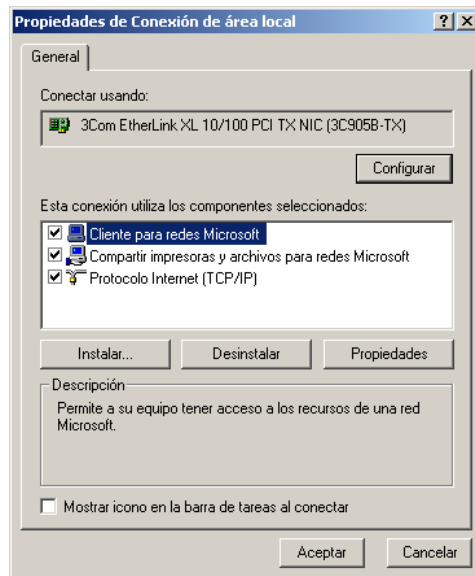 Propiedades de Conexión de área local
General
Conectar usando:
3Com EtherLink XL 10/100 PCI TX NIC (3C905B-TX)
Configurar
Esta conexión utiliza los componentes seleccionados:
Cliente para redes Microsoft
Compartir impresoras y archivos para redes Microsoft
Protocolo Internet (TCP/IP)
Instalar... Desinstalar Propiedades
Descripción
Permite a su equipo tener acceso a los recursos de una red
Microsoft.
Mostrar icono en la barra de tareas al conectar
Aceptar Cancelar